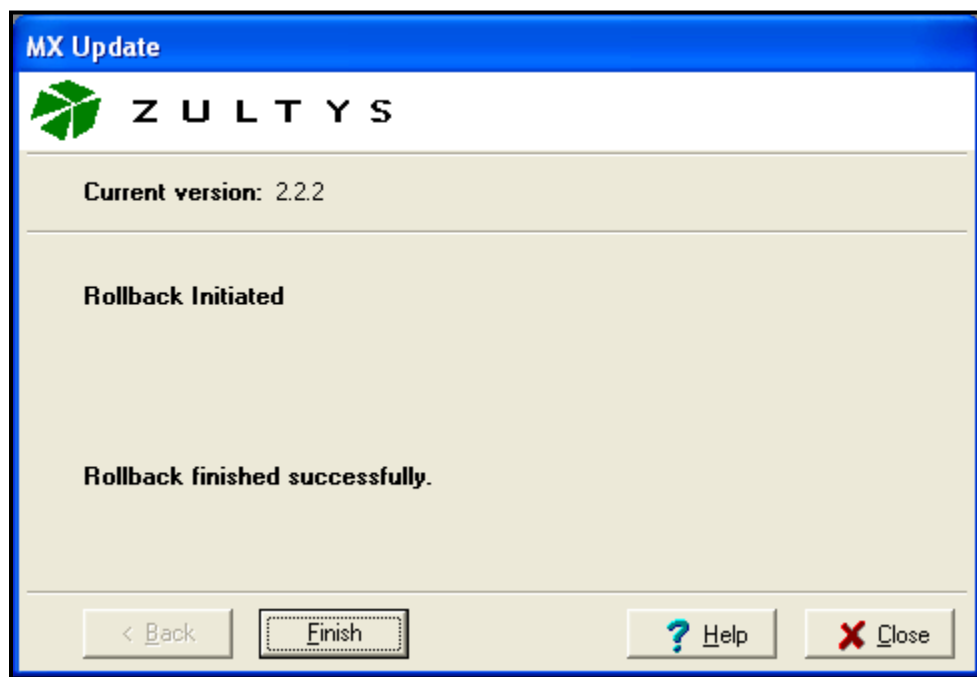 MX Update
ZULTYS
Current version: 2.2.2
Rollback Initiated
Rollback finished successfully.
< Back Finish ? Help Close